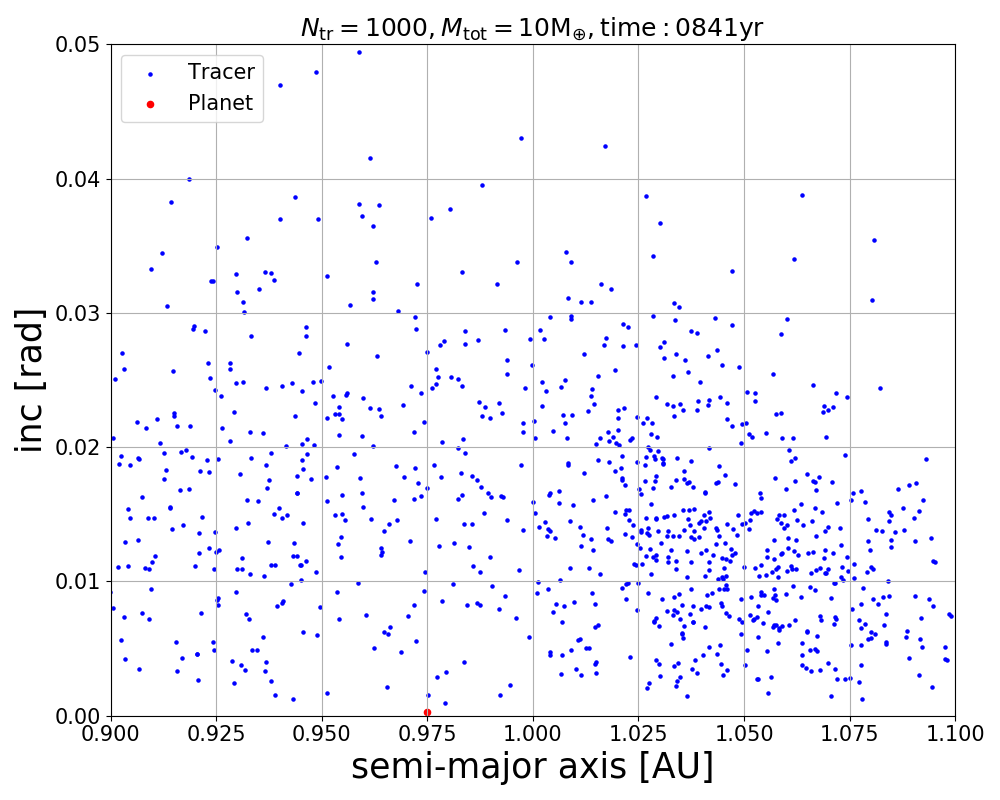 N_tr = 1000, M_tot = 10M_⊕, time : 0841yr
Tracer
Planet
inc [rad]
0.05
0.04
0.03
0.02
0.01
0.00
0.900 0.925 0.950 0.975 1.000 1.025 1.050 1.075 1.100
semi-major axis [AU]